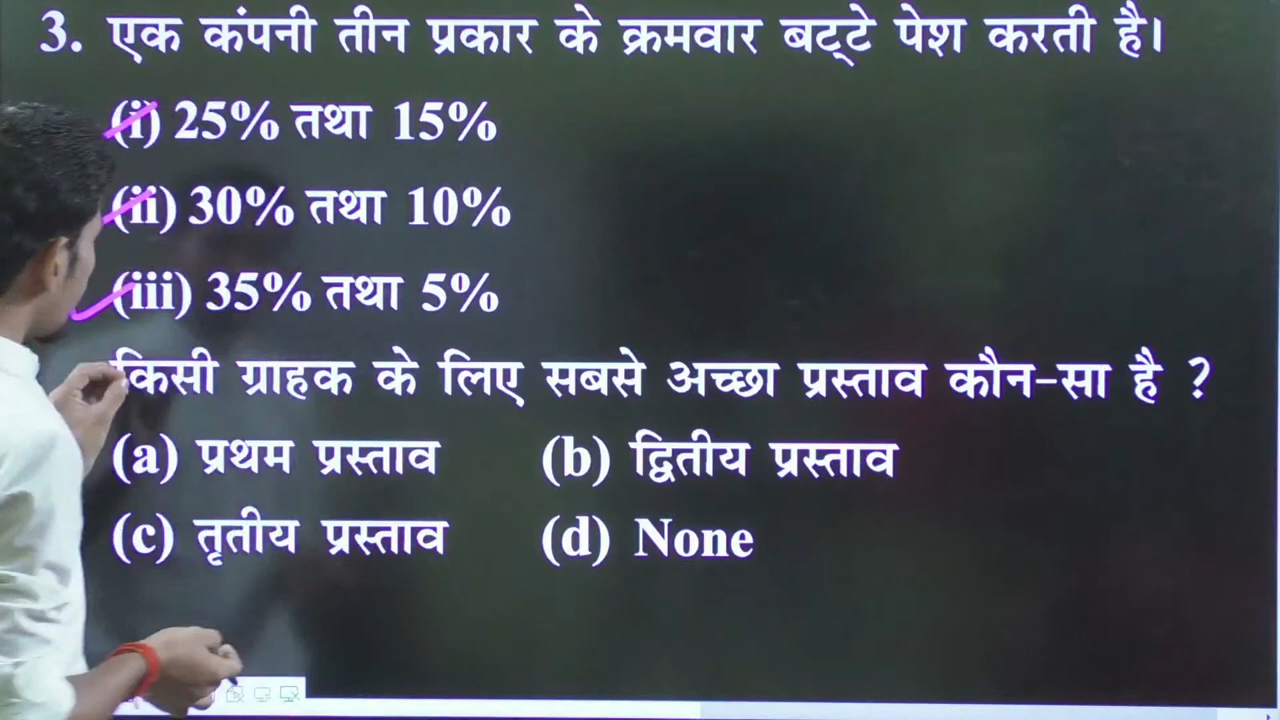 3. एक कंपनी तीन प्रकार के क्रमवार बट्टे पेश करती है।
(i) 25% तथा 15%
(ii) 30% तथा 10%
(iii) 35% तथा 5%
किसी ग्राहक के लिए सबसे अच्छा प्रस्ताव कौन-सा है ?
(a) प्रथम प्रस्ताव (b) द्वितीय प्रस्ताव
(c) तृतीय प्रस्ताव (d) None